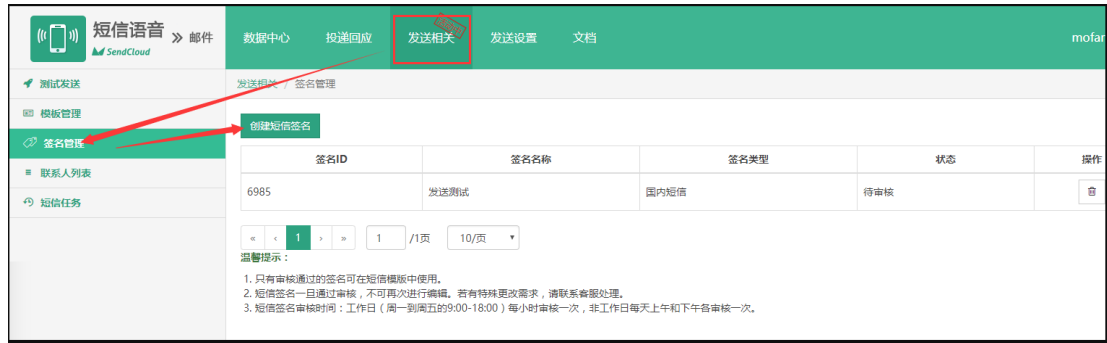 短信语音 » 邮件
SendCloud
数据中心 投递回应 发送相关 发送设置 文档
mofan
测试发送
模板管理
签名管理
联系人列表
短信任务
发送相关 / 签名管理
创建短信签名
签名ID 签名名称 签名类型 状态 操作
6985 发送测试 国内短信 待审核
« ‹ 1 › » 1 /1页 10/页
温馨提示：
1. 只有审核通过的签名可在短信模版中使用。
2. 短信签名一旦通过审核，不可再次进行编辑。若有特殊更改需求，请联系客服处理。
3. 短信签名审核时间：工作日（周一到周五的9:00-18:00）每小时审核一次，非工作日每天上午和下午各审核一次。